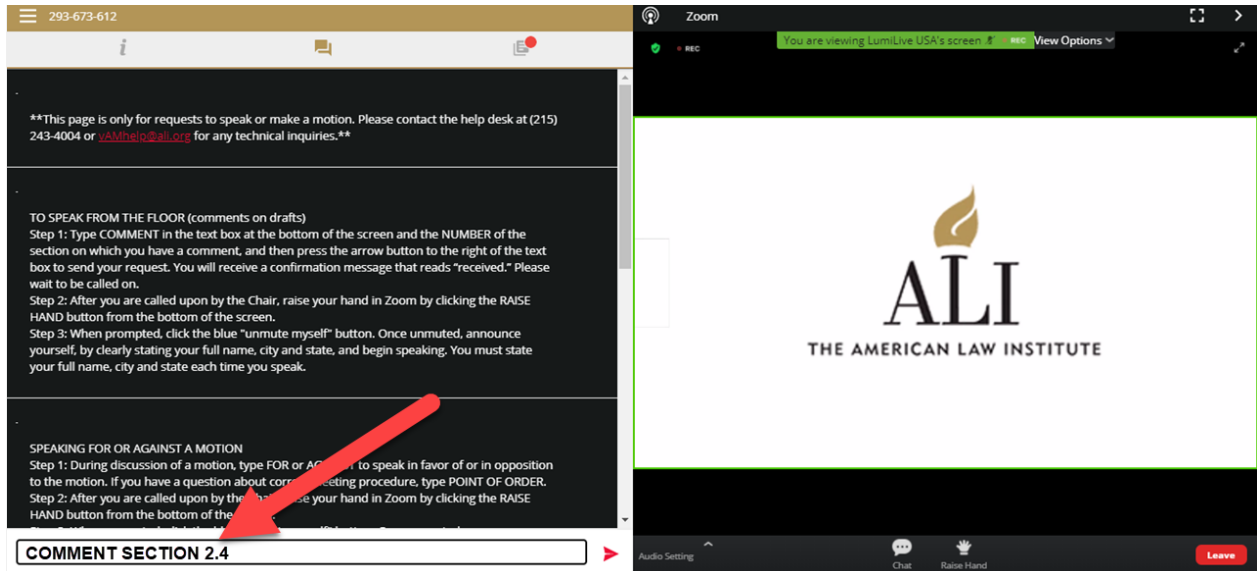 293-673-612
Zoom
i
REC
You are viewing LumiLive USA's screen
REC
View Options
.
**This page is only for requests to speak or make a motion. Please contact the help desk at (215)
243-4004 or vAMhelp@ali.org for any technical inquiries.**
.
TO SPEAK FROM THE FLOOR (comments on drafts)
Step 1: Type COMMENT in the text box at the bottom of the screen and the NUMBER of the
section on which you have a comment, and then press the arrow button to the right of the text
box to send your request. You will receive a confirmation message that reads "received." Please
wait to be called on.
Step 2: After you are called upon by the Chair, raise your hand in Zoom by clicking the RAISE
HAND button from the bottom of the screen.
Step 3: When prompted, click the blue "unmute myself" button. Once unmuted, announce
yourself, by clearly stating your full name, city and state, and begin speaking. You must state
your full name, city and state each time you speak.
.
SPEAKING FOR OR AGAINST A MOTION
Step 1: During discussion of a motion, type FOR or to speak in favor of or in opposition
to the motion. If you have a question about meeting procedure, type POINT OF ORDER.
Step 2: After you are called upon by the your hand in Zoom by clicking the RAISE
HAND button from the bottom of the
COMMENT SECTION 2.4
ALI
THE AMERICAN LAW INSTITUTE
Audio Setting
Chat
Raise Hand
Leave